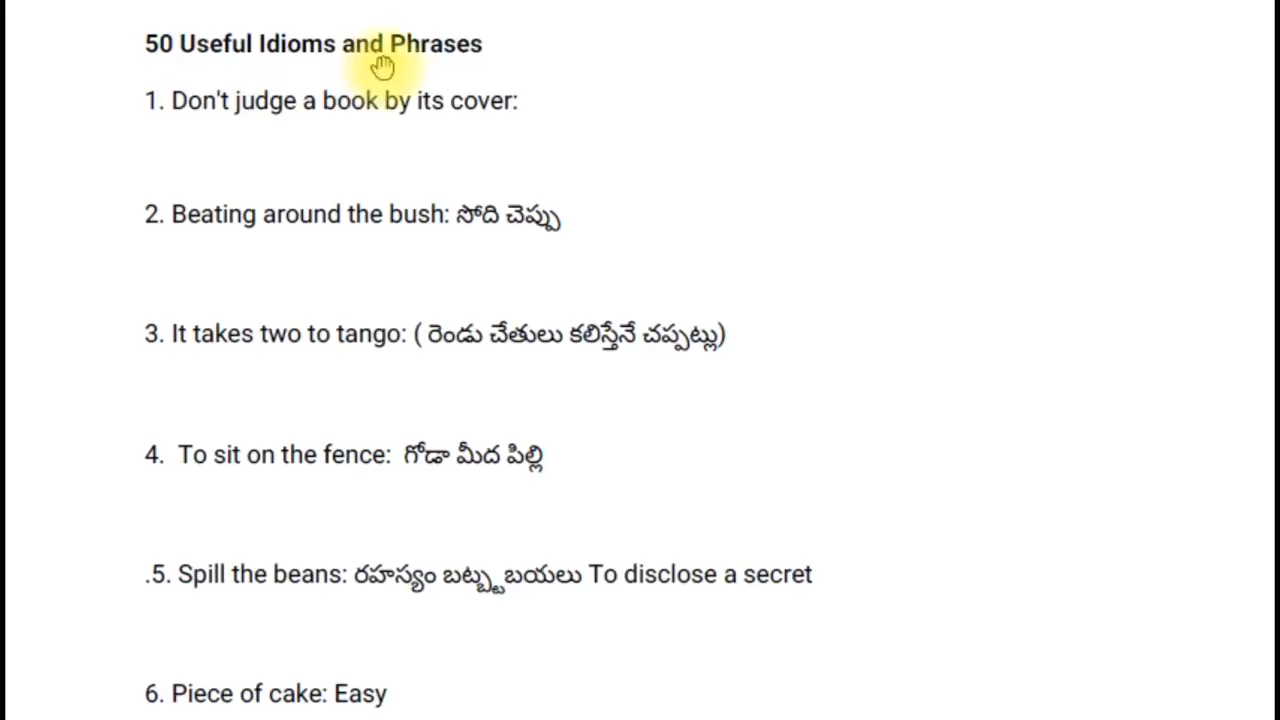 50 Useful Idioms and Phrases
1. Don't judge a book by its cover:
2. Beating around the bush: సోది చెప్పు
3. It takes two to tango: ( రెండు చేతులు కలిస్తేనే చప్పట్లు)
4. To sit on the fence: గోడా మీద పిల్లి
.5. Spill the beans: రహస్యం బట్బ్టబయలు To disclose a secret
6. Piece of cake: Easy